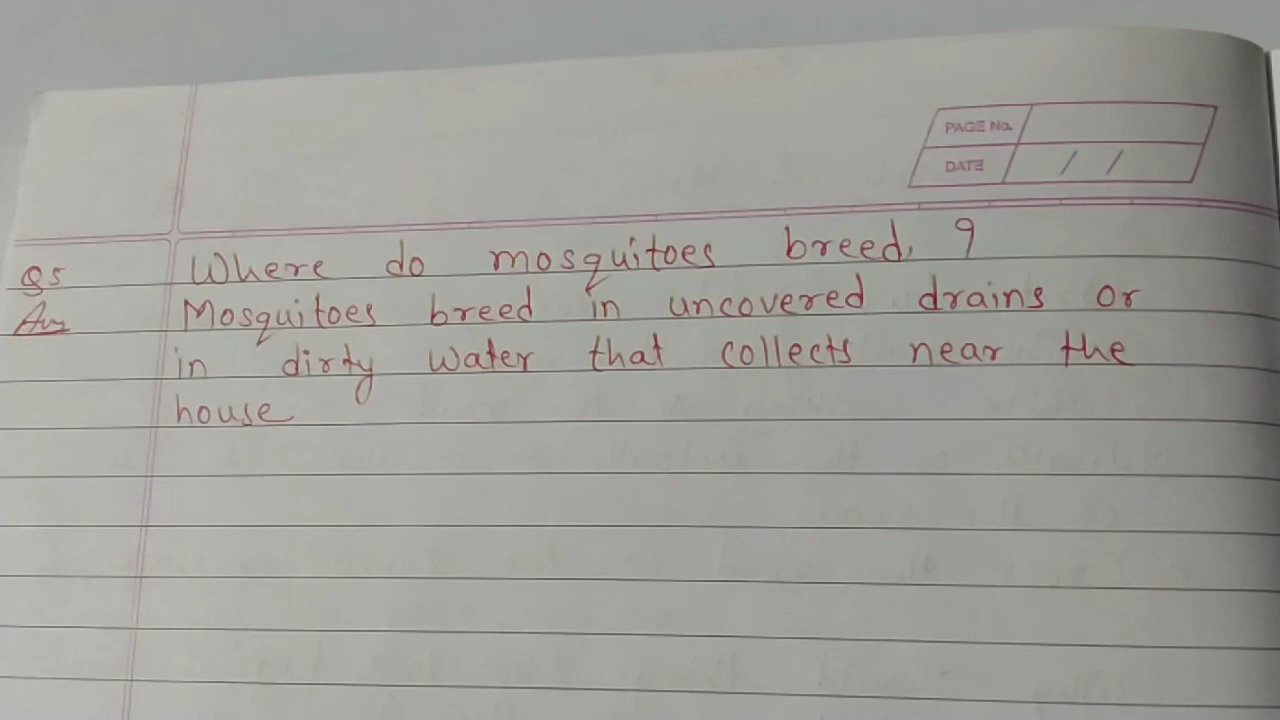 PAGE No.
DATE / /
Q5 Where do mosquitoes breed. ?
Ans Mosquitoes breed in uncovered drains or
in dirty water that collects near the
house